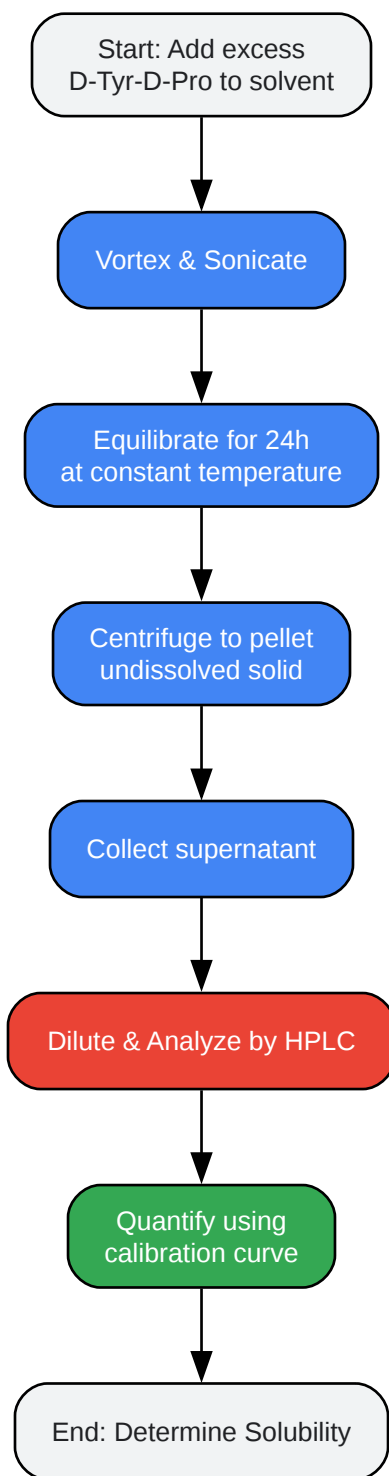 Start: Add excess
D-Tyr-D-Pro to solvent
Vortex & Sonicate
Equilibrate for 24h
at constant temperature
Centrifuge to pellet
undissolved solid
Collect supernatant
Dilute & Analyze by HPLC
Quantify using
calibration curve
End: Determine Solubility